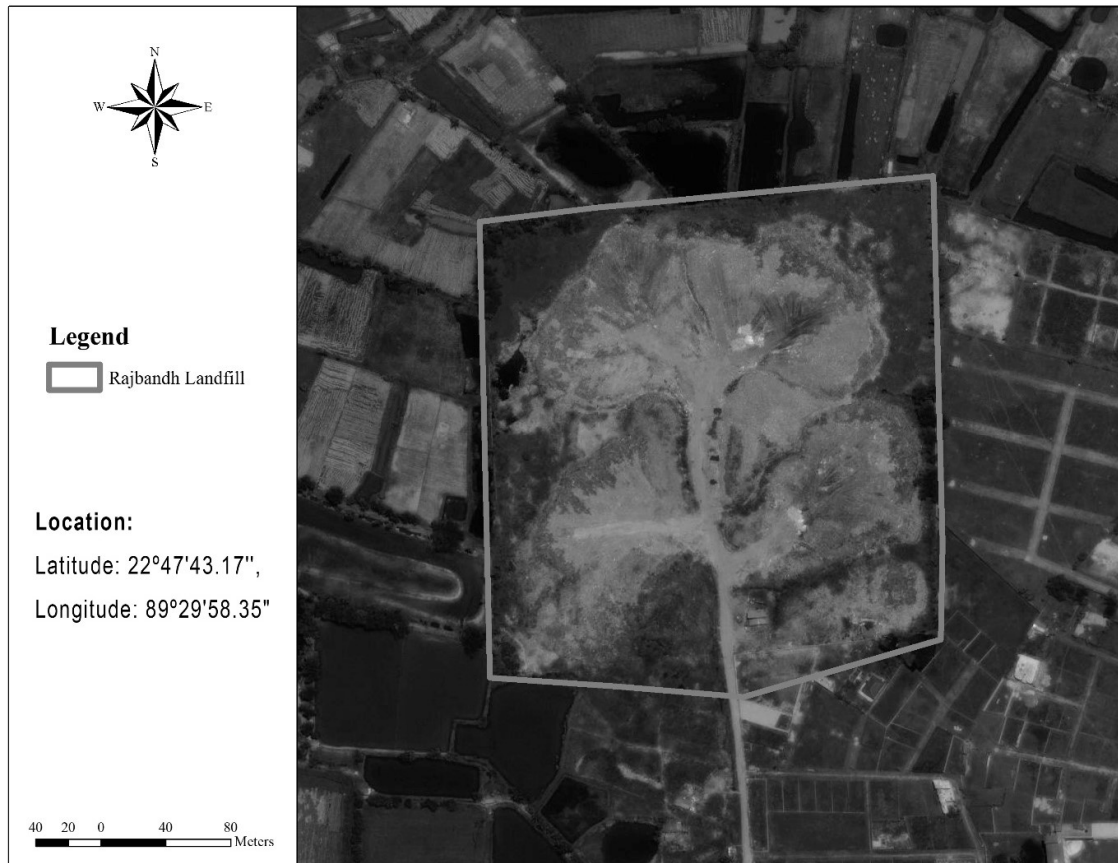 N
W E
S
Legend
Rajbandh Landfill
Location:
Latitude: 22º47'43.17",
Longitude: 89º29'58.35"
40 20 0 40 80
Meters